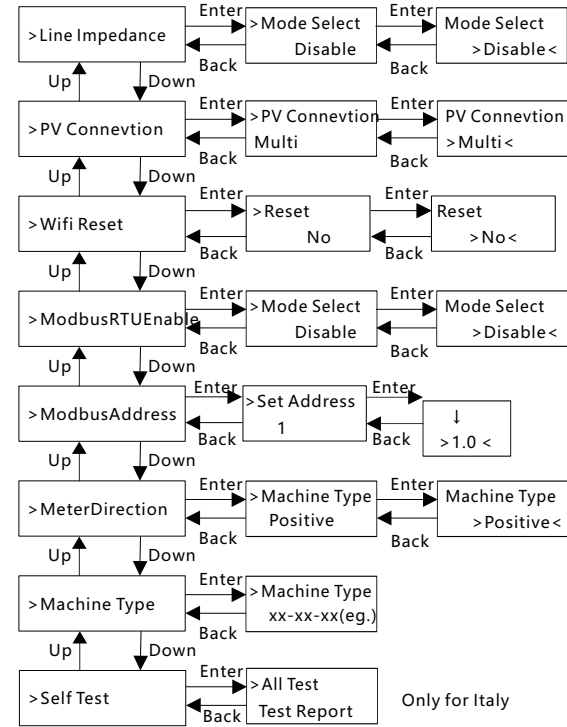 Enter
Enter
>Line Impedance
>Mode Select
Disable
Mode Select
>Disable<
Back
Back
Up
Down
Enter
Enter
>PV Connevtion
>PV Connevtion
Multi
PV Connevtion
>Multi<
Back
Back
Up
Down
Enter
Enter
>Wifi Reset
>Reset
No
Reset
>No<
Back
Back
Up
Down
Enter
Enter
>ModbusRTUEnable
>Mode Select
Disable
Mode Select
>Disable<
Back
Back
Up
Down
Enter
Enter
>ModbusAddress
>Set Address
1
↓
>1.0 <
Back
Back
Up
Down
Enter
Enter
>MeterDirection
>Machine Type
Positive
Machine Type
>Positive<
Back
Back
Up
Down
Enter
>Machine Type
>Machine Type
xx-xx-xx(eg.)
Back
Up
Down
Enter
>Self Test
>All Test
Test Report
Back
Only for Italy